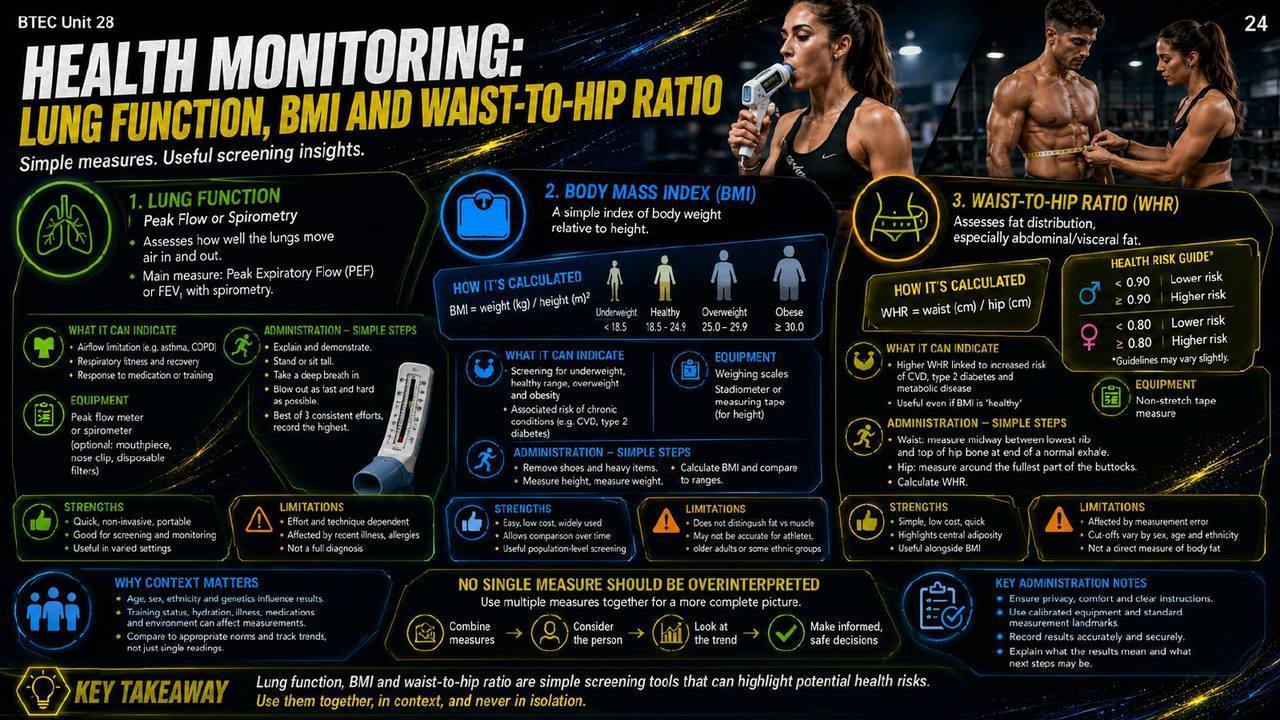 BTEC Unit 28
24
HEALTH MONITORING:
LUNG FUNCTION, BMI AND WAIST-TO-HIP RATIO
Simple measures. Useful screening insights.
1. LUNG FUNCTION
Peak Flow or Spirometry
• Assesses how well the lungs move
air in and out.
• Main measure: Peak Expiratory Flow (PEF)
or FEV₁ with spirometry.
WHAT IT CAN INDICATE
• Airflow limitation (e.g. asthma, COPD)
• Respiratory fitness and recovery
• Response to medication or training
EQUIPMENT
Peak flow meter
or spirometer
(optional: mouthpiece,
nose clip, disposable
filters)
ADMINISTRATION – SIMPLE STEPS
• Explain and demonstrate.
• Stand or sit tall.
• Take a deep breath in.
• Blow out as fast and hard
as possible.
• Best of 3 consistent efforts,
record the highest.
STRENGTHS
• Quick, non-invasive, portable
• Good for screening and monitoring
• Useful in varied settings
LIMITATIONS
• Effort and technique dependent
• Affected by recent illness, allergies
• Not a full diagnosis
2. BODY MASS INDEX (BMI)
A simple index of body weight
relative to height.
HOW IT'S CALCULATED
BMI = weight (kg) / height (m)²
Underweight
< 18.5
Healthy
18.5 – 24.9
Overweight
25.0 – 29.9
Obese
≥ 30.0
WHAT IT CAN INDICATE
• Screening for underweight,
healthy range, overweight
and obesity
• Associated risk of chronic
conditions (e.g. CVD, type 2
diabetes)
EQUIPMENT
Weighing scales
Stadiometer or
measuring tape
(for height)
ADMINISTRATION – SIMPLE STEPS
• Remove shoes and heavy items.
• Measure height, measure weight.
• Calculate BMI and compare
to ranges.
STRENGTHS
• Easy, low cost, widely used
• Allows comparison over time
• Useful population-level screening
LIMITATIONS
• Does not distinguish fat vs muscle
• May not be accurate for athletes,
• older adults or some ethnic groups
3. WAIST-TO-HIP RATIO (WHR)
Assesses fat distribution,
especially abdominal/visceral fat.
HOW IT'S CALCULATED
WHR = waist (cm) / hip (cm)
HEALTH RISK GUIDE*
♂ < 0.90 | Lower risk
≥ 0.90 | Higher risk
♀ < 0.80 | Lower risk
≥ 0.80 | Higher risk
*Guidelines may vary slightly.
WHAT IT CAN INDICATE
• Higher WHR linked to increased risk
of CVD, type 2 diabetes and
metabolic disease
• Useful even if BMI is 'healthy'
EQUIPMENT
Non-stretch tape
measure
ADMINISTRATION – SIMPLE STEPS
• Waist: measure midway between lowest rib
and top of hip bone at end of a normal exhale.
• Hip: measure around the fullest part of the buttocks.
• Calculate WHR.
STRENGTHS
• Simple, low cost, quick
• Highlights central adiposity
• Useful alongside BMI
LIMITATIONS
• Affected by measurement error
• Cut-offs vary by sex, age and ethnicity
• Not a direct measure of body fat
WHY CONTEXT MATTERS
• Age, sex, ethnicity and genetics influence results.
• Training status, hydration, illness, medications
and environment can affect measurements.
• Compare to appropriate norms and track trends,
not just single readings.
NO SINGLE MEASURE SHOULD BE OVERINTERPRETED
Use multiple measures together for a more complete picture.
Combine
measures
→
Consider
the person
→
Look at
the trend
→
Make informed,
safe decisions
KEY ADMINISTRATION NOTES
• Ensure privacy, comfort and clear instructions.
• Use calibrated equipment and standard
measurement landmarks.
• Record results accurately and securely.
• Explain what the results mean and what
next steps may be.
KEY TAKEAWAY
Lung function, BMI and waist-to-hip ratio are simple screening tools that can highlight potential health risks.
Use them together, in context, and never in isolation.